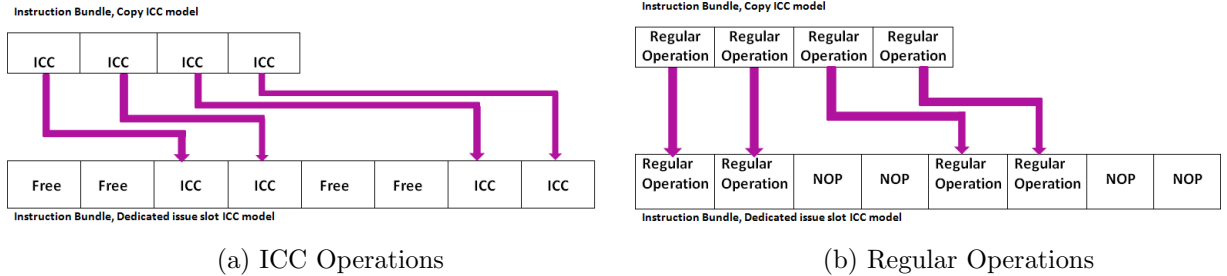 Instruction Bundle, Copy ICC model
ICC ICC ICC ICC
Free Free ICC ICC Free Free ICC ICC
Instruction Bundle, Dedicated issue slot ICC model
(a) ICC Operations
Instruction Bundle, Copy ICC model
Regular Regular Regular Regular
Operation Operation Operation Operation
Regular Regular NOP NOP Regular Regular NOP NOP
Operation Operation Operation Operation
Instruction Bundle, Dedicated issue slot ICC model
(b) Regular Operations